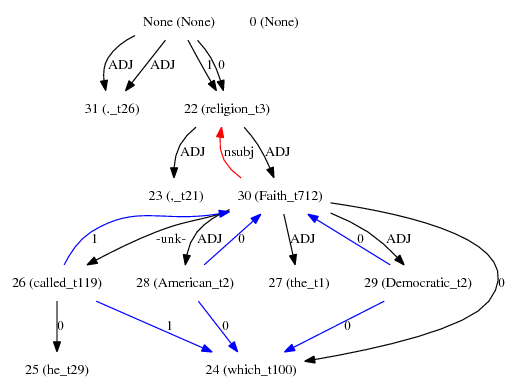 None (None) 0 (None)
ADJ ADJ 1 0
31 (._t26) 22 (religion_t3)
ADJ nsubj ADJ
23 (,_t21) 30 (Faith_t712)
1 -unk- ADJ 0 ADJ 0 ADJ
26 (called_t119) 28 (American_t2) 27 (the_t1) 29 (Democratic_t2) 0
0 1 0 0
25 (he_t29) 24 (which_t100)